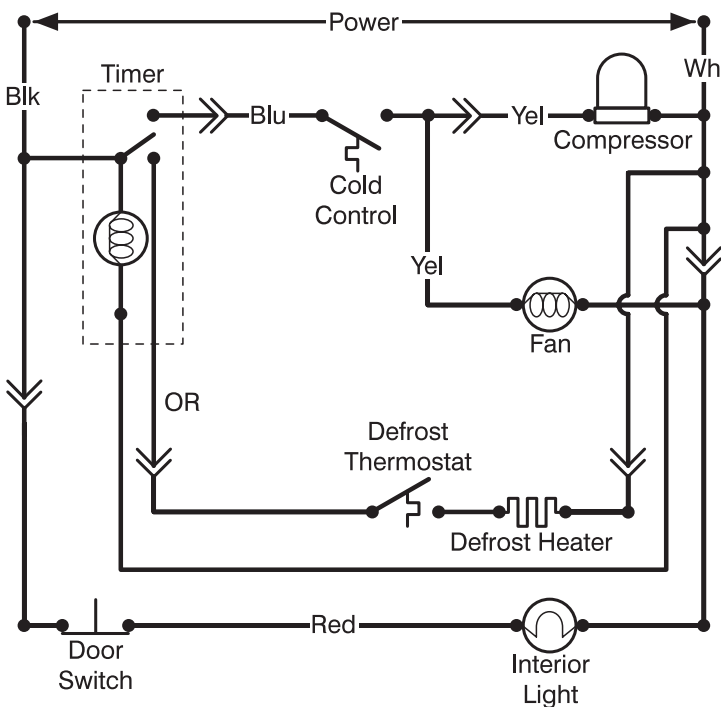 Power
Timer
Blk
Wh
Blu
Yel
Compressor
Cold
Control
Yel
Fan
OR
Defrost
Thermostat
Defrost Heater
Red
Door
Switch
Interior
Light